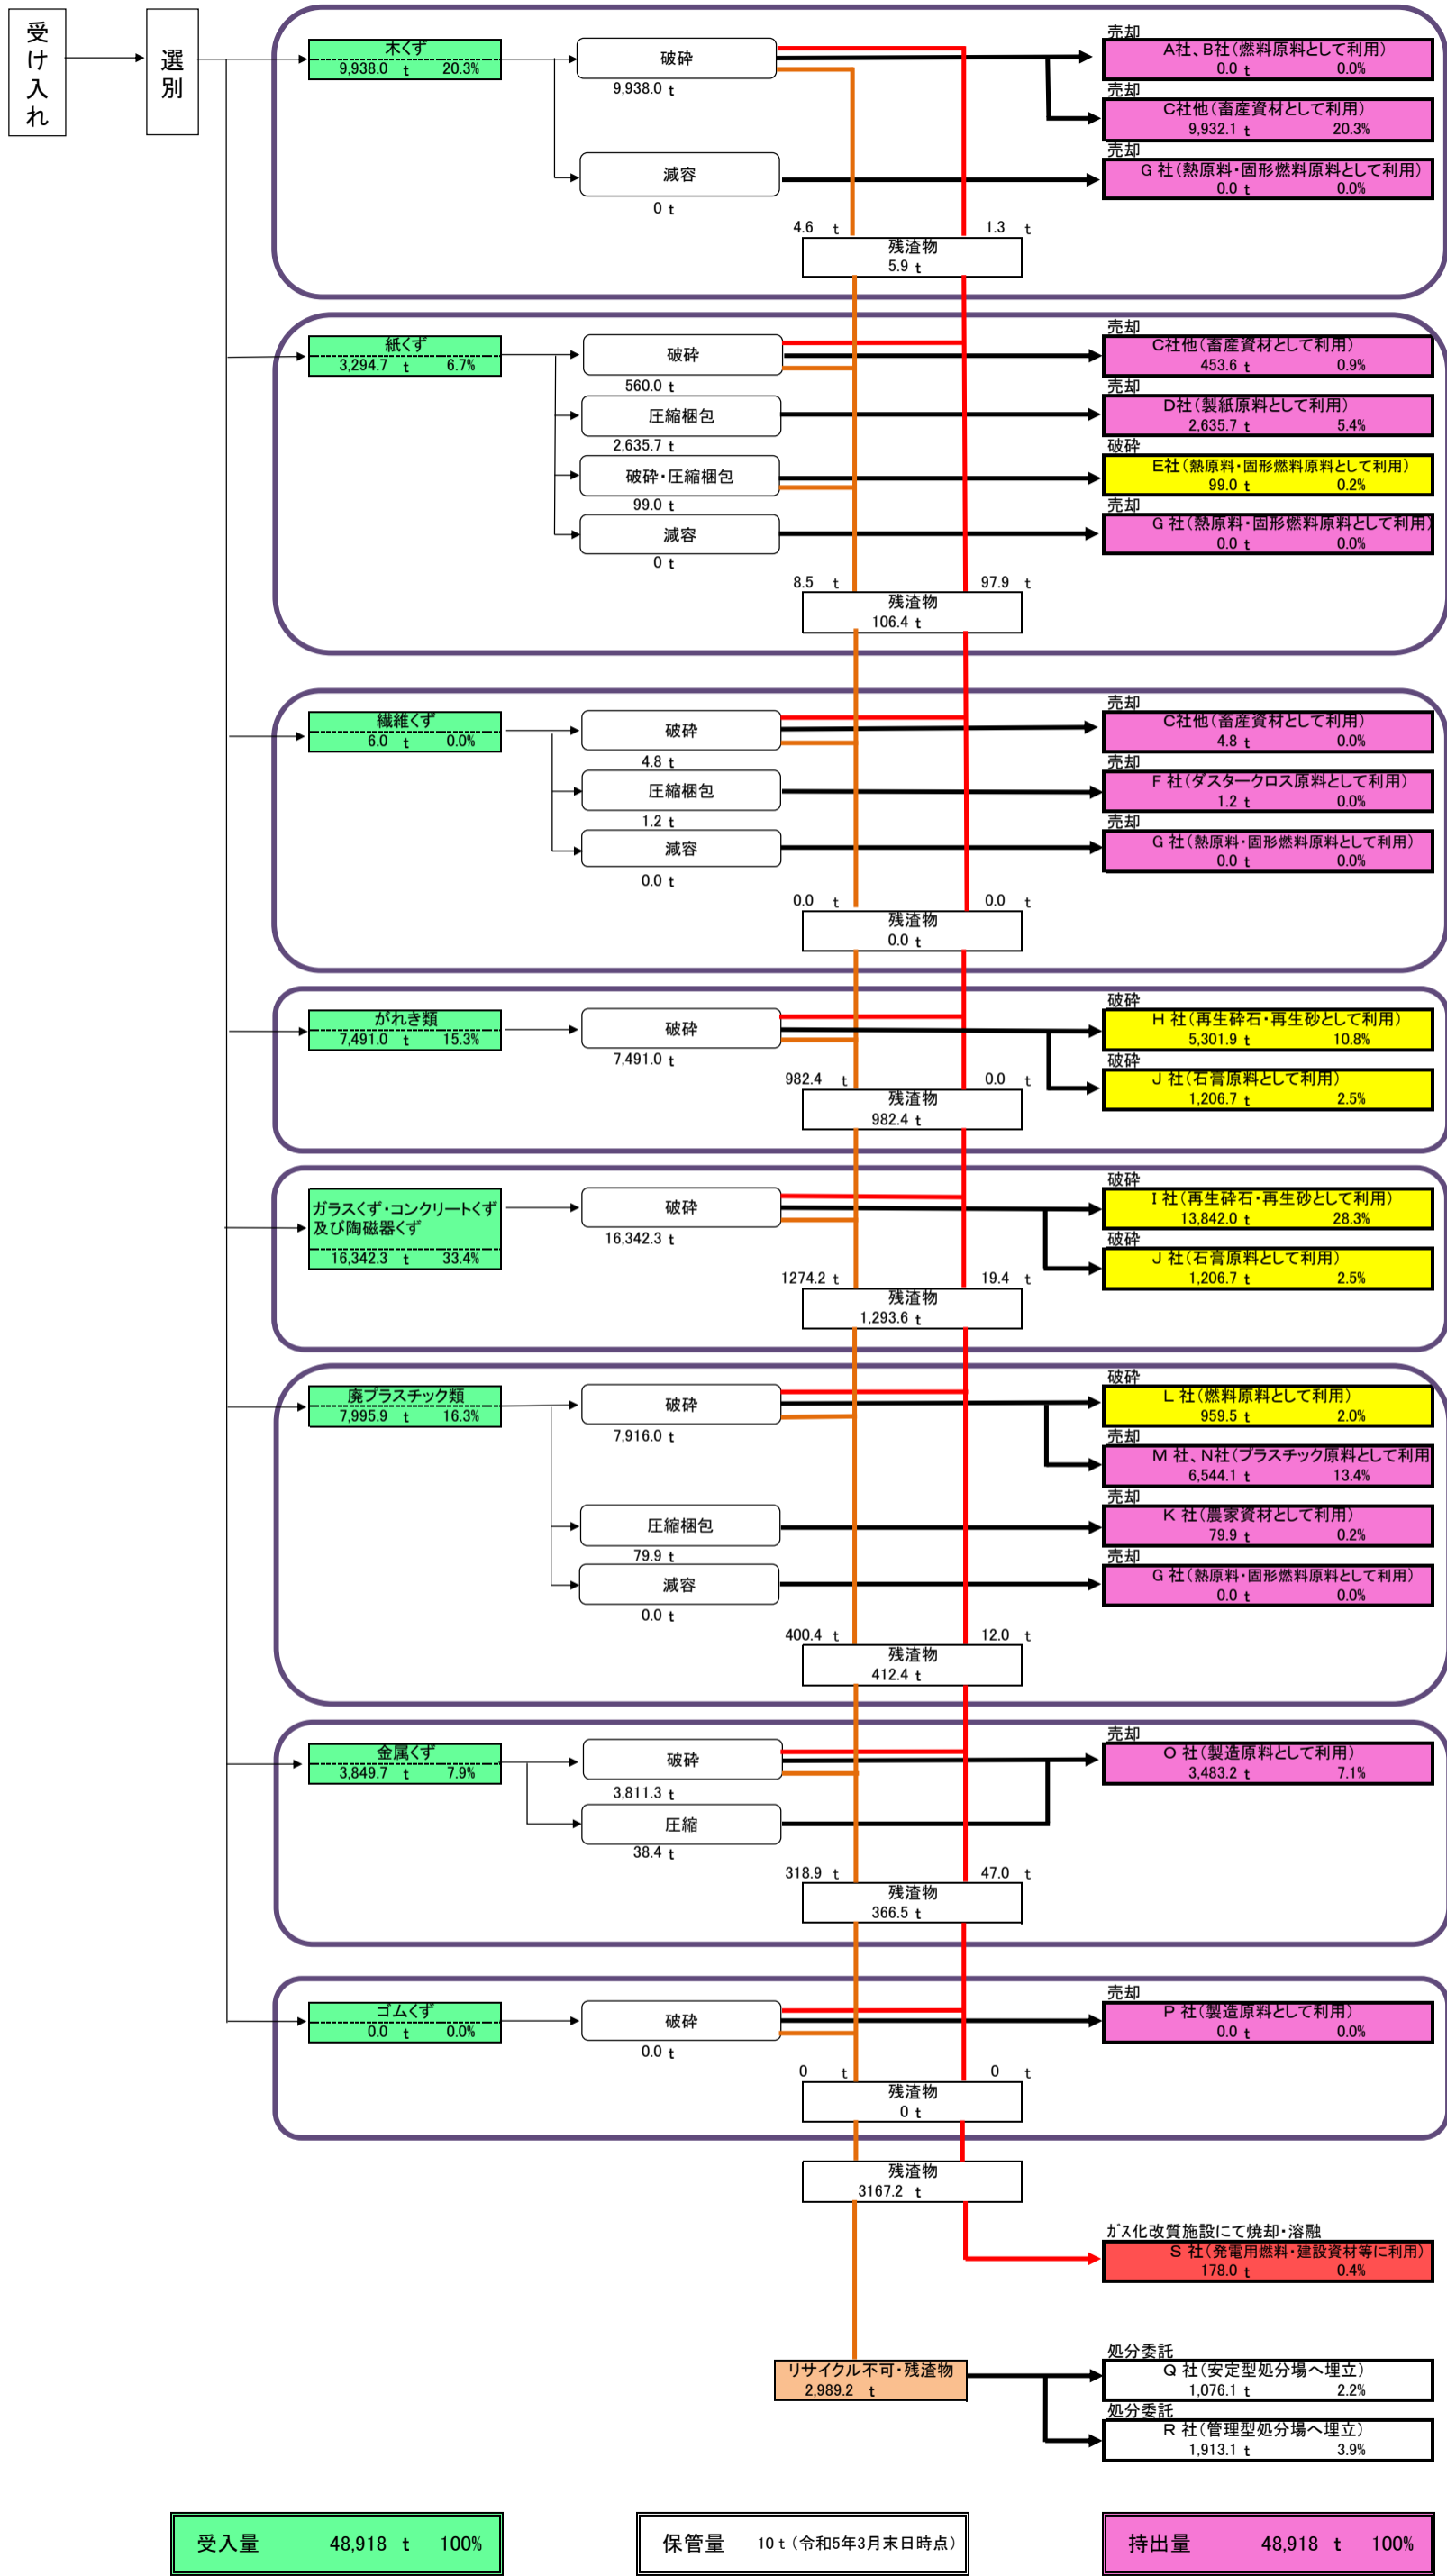 受け入れ
選別
木くず
9,938.0 t 20.3%
破砕
9,938.0 t
減容
0 t
売却
A社、B社（燃料原料として利用）
0.0 t 0.0%
売却
C社他（畜産資材として利用）
9,932.1 t 20.3%
売却
G 社（熱原料・固形燃料原料として利用）
0.0 t 0.0%
4.6 t 1.3 t
残渣物
5.9 t
紙くず
3,294.7 t 6.7%
破砕
560.0 t
圧縮梱包
2,635.7 t
破砕・圧縮梱包
99.0 t
減容
0 t
売却
C社他（畜産資材として利用）
453.6 t 0.9%
売却
D社（製紙原料として利用）
2,635.7 t 5.4%
破砕
E社（熱原料・固形燃料原料として利用）
99.0 t 0.2%
売却
G 社（熱原料・固形燃料原料として利用）
0.0 t 0.0%
8.5 t 97.9 t
残渣物
106.4 t
繊維くず
6.0 t 0.0%
破砕
4.8 t
圧縮梱包
1.2 t
減容
0.0 t
売却
C社他（畜産資材として利用）
4.8 t 0.0%
売却
F 社（ダスタークロス原料として利用）
1.2 t 0.0%
売却
G 社（熱原料・固形燃料原料として利用）
0.0 t 0.0%
0.0 t 0.0 t
残渣物
0.0 t
がれき類
7,491.0 t 15.3%
破砕
7,491.0 t
破砕
H 社（再生砕石・再生砂として利用）
5,301.9 t 10.8%
破砕
J 社（石膏原料として利用）
1,206.7 t 2.5%
982.4 t 0.0 t
残渣物
982.4 t
ガラスくず・コンクリートくず
及び陶磁器くず
16,342.3 t 33.4%
破砕
16,342.3 t
破砕
I 社（再生砕石・再生砂として利用）
13,842.0 t 28.3%
破砕
J 社（石膏原料として利用）
1,206.7 t 2.5%
1274.2 t 19.4 t
残渣物
1,293.6 t
廃プラスチック類
7,995.9 t 16.3%
破砕
7,916.0 t
圧縮梱包
79.9 t
減容
0.0 t
破砕
L 社（燃料原料として利用）
959.5 t 2.0%
売却
M 社、N社（プラスチック原料として利用
6,544.1 t 13.4%
売却
K 社（農家資材として利用）
79.9 t 0.2%
売却
G 社（熱原料・固形燃料原料として利用）
0.0 t 0.0%
400.4 t 12.0 t
残渣物
412.4 t
金属くず
3,849.7 t 7.9%
破砕
3,811.3 t
圧縮
38.4 t
売却
O 社（製造原料として利用）
3,483.2 t 7.1%
318.9 t 47.0 t
残渣物
366.5 t
ゴムくず
0.0 t 0.0%
破砕
0.0 t
売却
P 社（製造原料として利用）
0.0 t 0.0%
0 t 0 t
残渣物
0 t
残渣物
3167.2 t
ｶﾞｽ化改質施設にて焼却・溶融
S 社（発電用燃料・建設資材等に利用）
178.0 t 0.4%
リサイクル不可・残渣物
2,989.2 t
処分委託
Q 社（安定型処分場へ埋立）
1,076.1 t 2.2%
処分委託
R 社（管理型処分場へ埋立）
1,913.1 t 3.9%
受入量 48,918 t 100%
保管量 10 t （令和5年3月末日時点）
持出量 48,918 t 100%